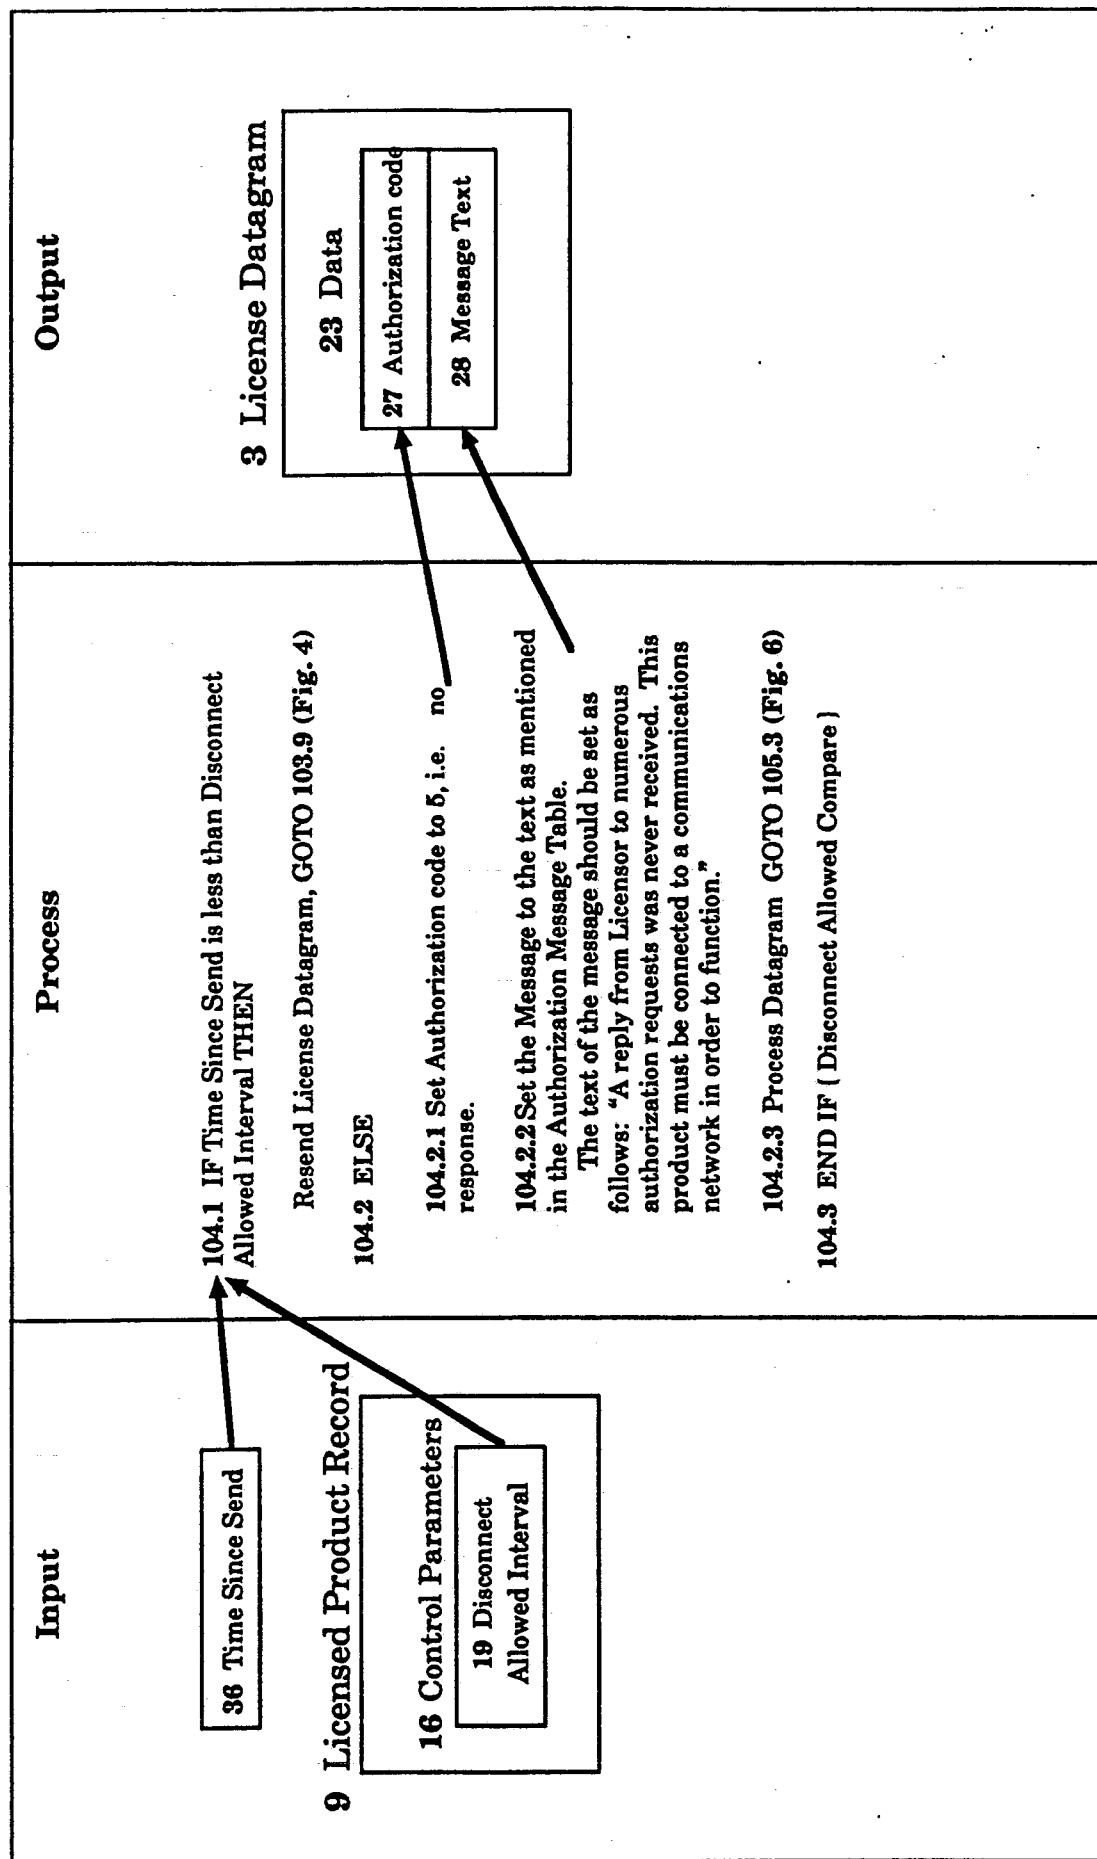 Input
36 Time Since Send
9 Licensed Product Record
16 Control Parameters
19 Disconnect
Allowed Interval
Process
104.1 IF Time Since Send is less than Disconnect
Allowed Interval THEN
Resend License Datagram, GOTO 103.9 (Fig. 4)
104.2 ELSE
104.2.1 Set Authorization code to 5, i.e. no
response.
104.2.2 Set the Message to the text as mentioned
in the Authorization Message Table.
The text of the message should be set as
follows: "A reply from Licensor to numerous
authorization requests was never received. This
product must be connected to a communications
network in order to function."
104.2.3 Process Datagram GOTO 105.3 (Fig. 6)
104.3 END IF { Disconnect Allowed Compare }
Output
3 License Datagram
23 Data
27 Authorization code
28 Message Text